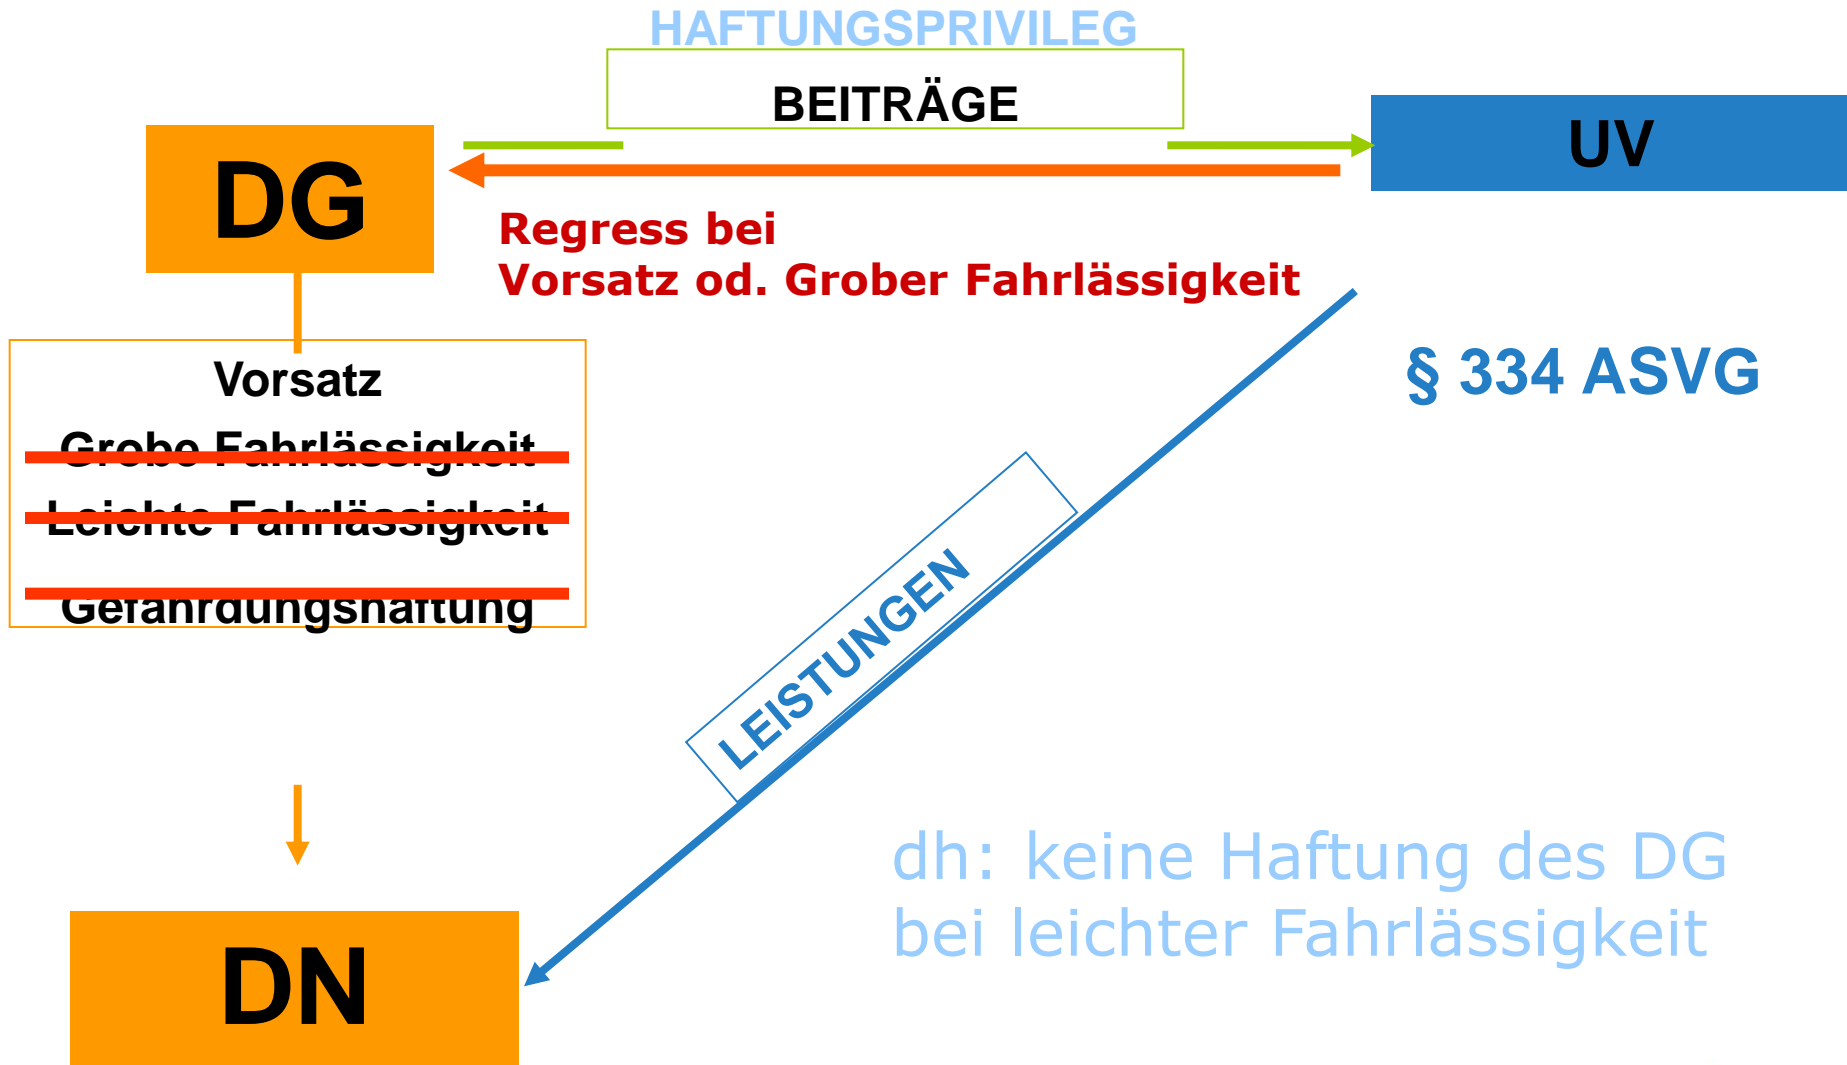 HAFTUNGSPRIVILEG
BEITRÄGE
UV
DG
Regress bei
Vorsatz od. Grober Fahrlässigkeit
§ 334 ASVG
Vorsatz
Grobe Fahrlässigkeit
Leichte Fahrlässigkeit
Gefährdungshaftung
LEISTUNGEN
dh: keine Haftung des DG
bei leichter Fahrlässigkeit
DN